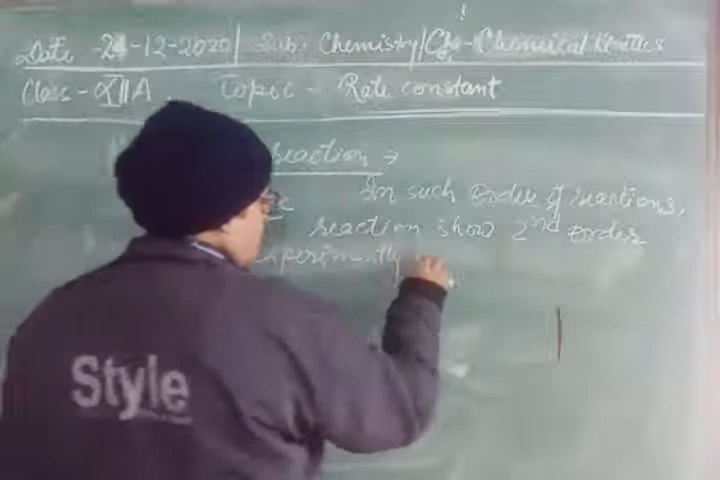 Date - 24-12-2020 | Sub. Chemistry / Ch- Chemical Kinetics
Class - XII A. Topic - Rate constant
reaction →
In such order of reactions,
reaction show 2nd order
experimently
Style